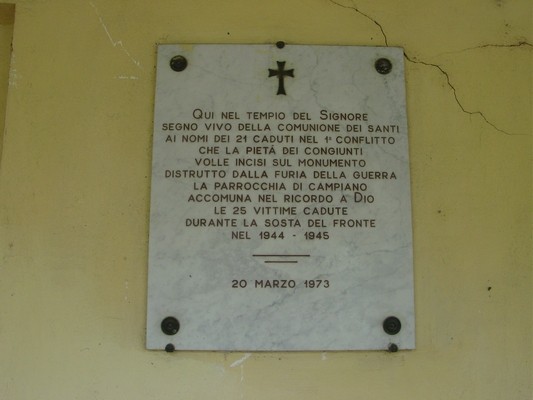 QUI NEL TEMPIO DEL SIGNORE
SEGNO VIVO DELLA COMUNIONE DEI SANTI
AI NOMI DEI 21 CADUTI NEL 1° CONFLITTO
CHE LA PIETÁ DEI CONGIUNTI
VOLLE INCISI SUL MONUMENTO
DISTRUTTO DALLA FURIA DELLA GUERRA
LA PARROCCHIA DI CAMPIANO
ACCOMUNA NEL RICORDO A DIO
LE 25 VITTIME CADUTE
DURANTE LA SOSTA DEL FRONTE
NEL 1944 - 1945
20 MARZO 1973